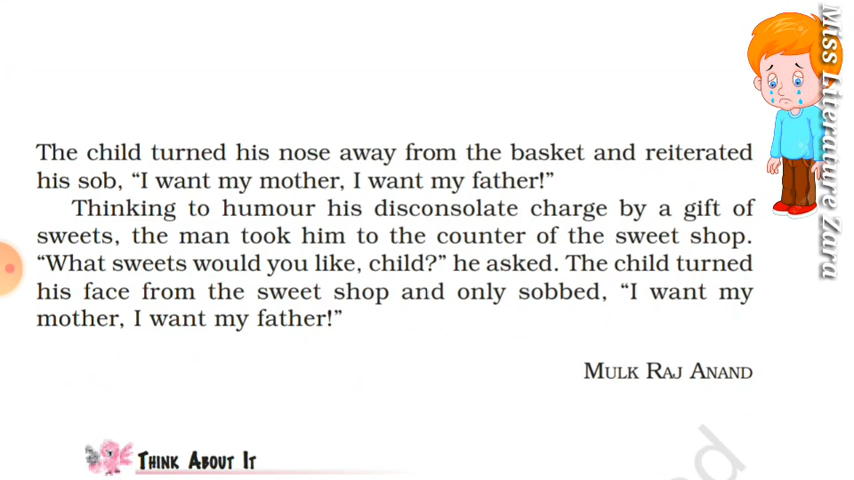 The child turned his nose away from the basket and reiterated
his sob, “I want my mother, I want my father!”
Thinking to humour his disconsolate charge by a gift of
sweets, the man took him to the counter of the sweet shop.
“What sweets would you like, child?” he asked. The child turned
his face from the sweet shop and only sobbed, “I want my
mother, I want my father!”
MULK RAJ ANAND
THINK ABOUT IT
Miss Literature Zara